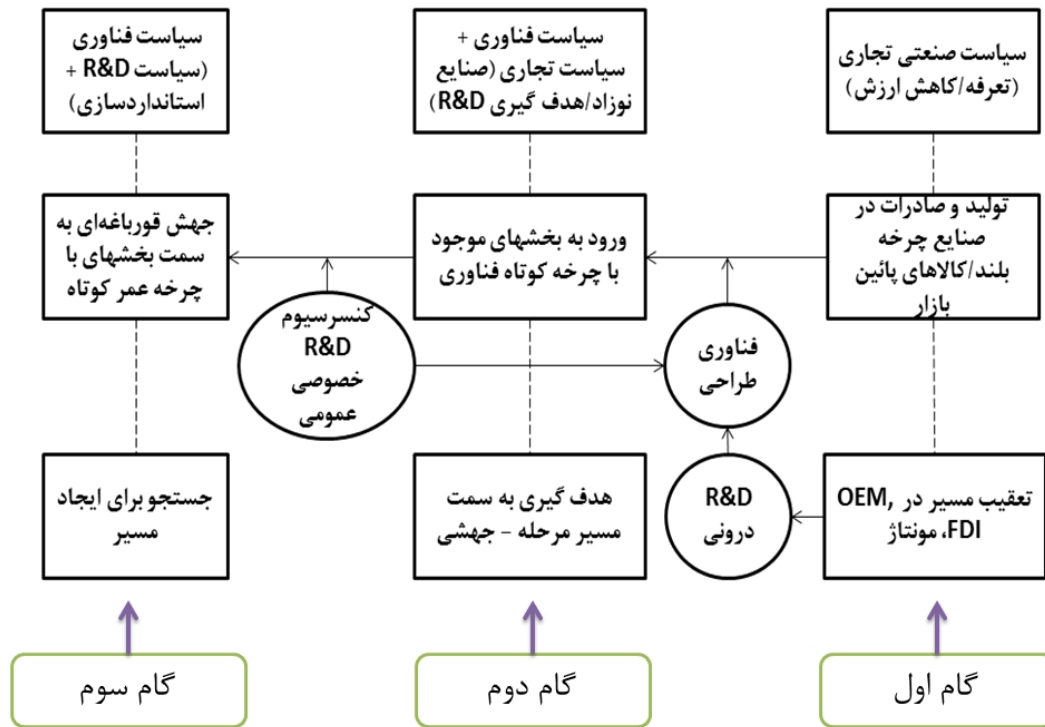 سیاست صنعتی تجاری
(تعرفه/کاهش ارزش)
سیاست فناوری +
سیاست تجاری (صنایع
نوزاد/هدف گیری R&D)
سیاست فناوری
(سیاست R&D +
استانداردسازی)
تولید و صادرات در
صنایع چرخه
بلند/کالاهای پائین
بازار
ورود به بخشهای موجود
با چرخه کوتاه فناوری
جهش قورباغه‌ای به
سمت بخشهای با
چرخه عمر کوتاه
فناوری
طراحی
کنسرسیوم
R&D
خصوصی
عمومی
تعقیب مسیر در OEM,
FDI، مونتاژ
R&D
درونی
هدف گیری به سمت
مسیر مرحله – جهشی
جستجو برای ایجاد
مسیر
گام اول
گام دوم
گام سوم